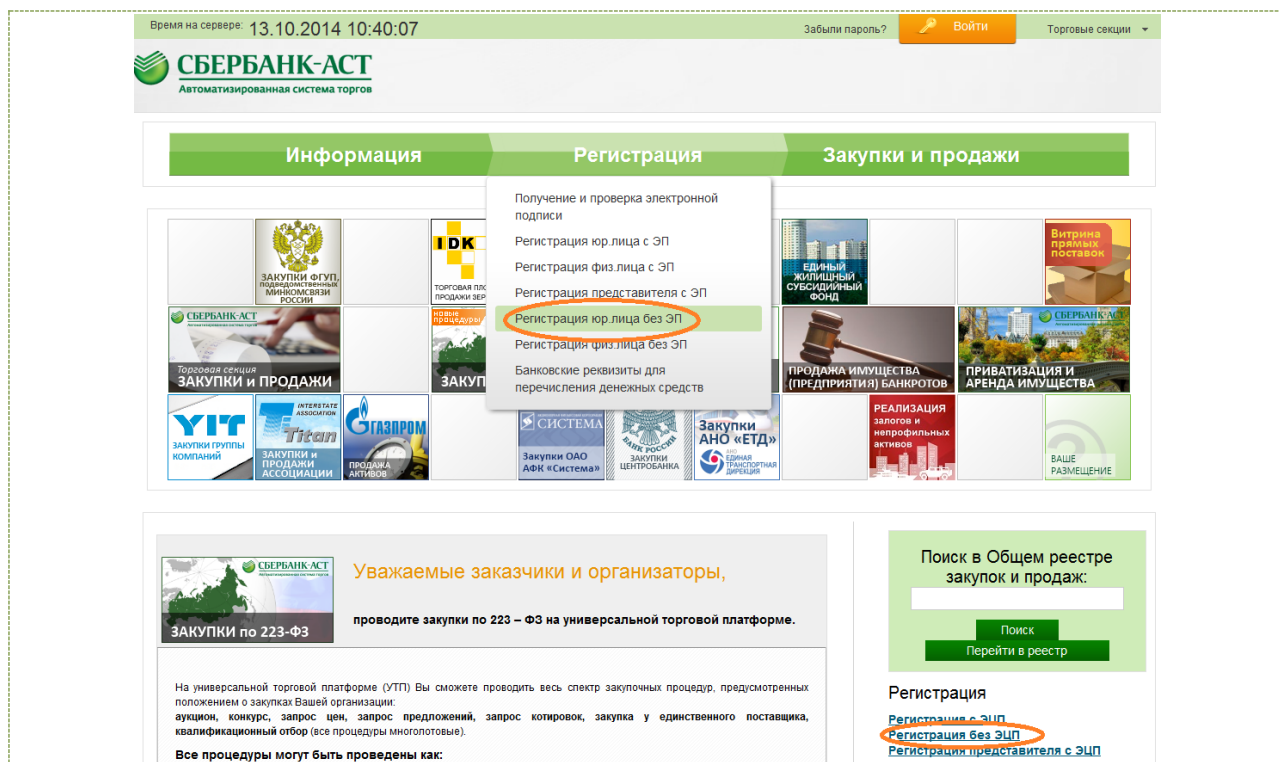 Время на сервере: 13.10.2014 10:40:07
Забыли пароль?
Войти
Торговые секции
СБЕРБАНК-АСТ
Автоматизированная система торгов
Информация
Регистрация
Закупки и продажи
Получение и проверка электронной
подписи
Регистрация юр.лица с ЭП
Регистрация физ.лица с ЭП
Регистрация представителя с ЭП
Регистрация юр.лица без ЭП
Регистрация физ.лица без ЭП
Банковские реквизиты для
перечисления денежных средств
ЗАКУПКИ ФГУП,
подведомственных
МИНКОМСВЯЗИ
РОССИИ
IDK
ТОРГОВАЯ
ПРОДАЖИ
ЕДИНЫЙ
ЖИЛИЩНЫЙ
СУБСИДИЙНЫЙ
ФОНД
Витрина
прямых
поставок
СБЕРБАНК-АСТ
Торговая секция
ЗАКУПКИ и ПРОДАЖИ
новые
процедуры
ПРОДАЖА ИМУЩЕСТВА
(ПРЕДПРИЯТИЯ) БАНКРОТОВ
СБЕРБАНК-АСТ
ПРИВАТИЗАЦИЯ И
АРЕНДА ИМУЩЕСТВА
YIT
ЗАКУПКИ ГРУППЫ
КОМПАНИЙ
INTERSTATE
ASSOCIATION
Titan
ЗАКУПКИ и
ПРОДАЖИ
АССОЦИАЦИИ
ГАЗПРОМ
ПРОДАЖА
АКТИВОВ
СИСТЕМА
Закупки ОАО
АФК «Система»
БАНК РОССИИ
ЗАКУПКИ
ЦЕНТРОБАНКА
Закупки
АНО «ЕТД»
АНО
ЕДИНАЯ
ТРАНСПОРТНАЯ
ДИРЕКЦИЯ
РЕАЛИЗАЦИЯ
залогов и
непрофильных
активов
ВАШЕ
РАЗМЕЩЕНИЕ
СБЕРБАНК-АСТ
ЗАКУПКИ по 223-ФЗ
Уважаемые заказчики и организаторы,
проводите закупки по 223 – ФЗ на универсальной торговой платформе.
На универсальной торговой платформе (УТП) Вы сможете проводить весь спектр закупочных процедур, предусмотренных
положением о закупках Вашей организации:
аукцион, конкурс, запрос цен, запрос предложений, запрос котировок, закупка у единственного поставщика,
квалификационный отбор (все процедуры многолотовые).
Все процедуры могут быть проведены как:
Поиск в Общем реестре
закупок и продаж:
Поиск
Перейти в реестр
Регистрация
Регистрация с ЭЦП
Регистрация без ЭЦП
Регистрация представителя с ЭЦП